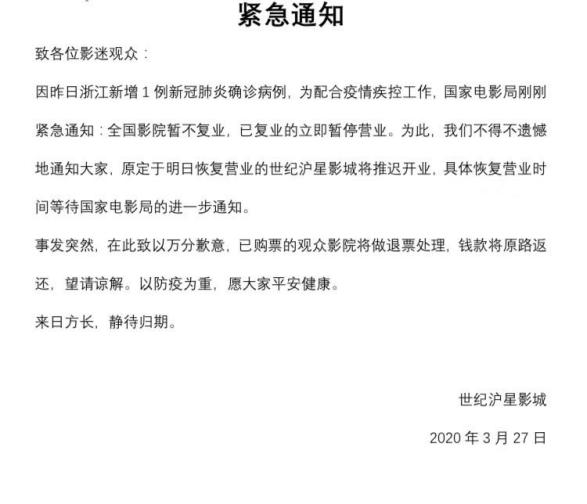 紧急通知
致各位影迷观众：
因昨日浙江新增 1 例新冠肺炎确诊病例，为配合疫情疾控工作，国家电影局刚刚
紧急通知：全国影院暂不复业，已复业的立即暂停营业。为此，我们不得不遗憾
地通知大家，原定于明日恢复营业的世纪沪星影城将推迟开业，具体恢复营业时
间等待国家电影局的进一步通知。
事发突然，在此致以万分歉意，已购票的观众影院将做退票处理，钱款将原路返
还，望请谅解。以防疫为重，愿大家平安健康。
来日方长，静待归期。
世纪沪星影城
2020 年 3 月 27 日